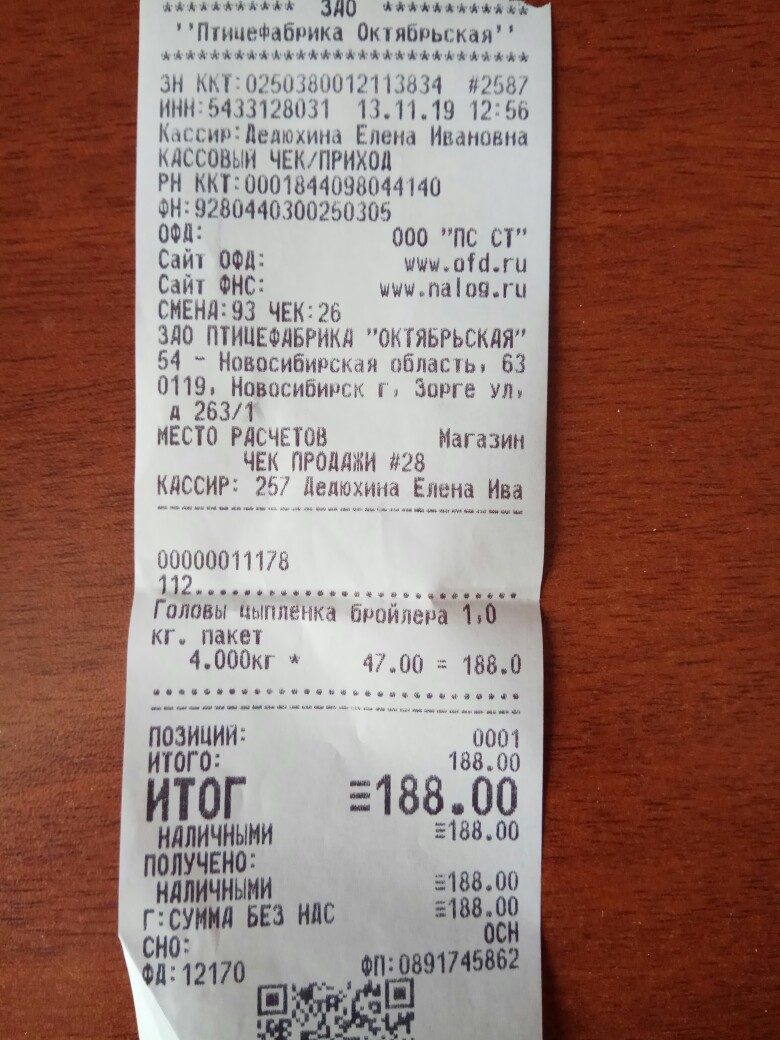 *********** ЗАО ************
''Птицефабрика Октябрьская''
****************************
ЗН ККТ:0250380012113834 #2587
ИНН:5433128031 13.11.19 12:56
Кассир:Дедюхина Елена Ивановна
КАССОВЫЙ ЧЕК/ПРИХОД
РН ККТ:0001844098044140
ФН:9280440300250305
ОФД: ООО "ПС СТ"
Сайт ОФД: www.ofd.ru
Сайт ФНС: www.nalog.ru
СМЕНА:93 ЧЕК:26
ЗАО ПТИЦЕФАБРИКА "ОКТЯБРЬСКАЯ"
54 - Новосибирская область, 63
0119, Новосибирск г, Зорге ул,
д 263/1
МЕСТО РАСЧЕТОВ Магазин
ЧЕК ПРОДАЖИ #28
КАССИР: 257 Дедюхина Елена Ива
00000011178
112...........................
Головы цыпленка бройлера 1,0
кг. пакет
4.000кг * 47.00 = 188.0
ПОЗИЦИЙ: 0001
ИТОГО: 188.00
ИТОГ ≡188.00
НАЛИЧНЫМИ ≡188.00
ПОЛУЧЕНО:
НАЛИЧНЫМИ ≡188.00
Г:СУММА БЕЗ НДС ≡188.00
СНО: ОСН
ФД:12170 ФП:0891745862